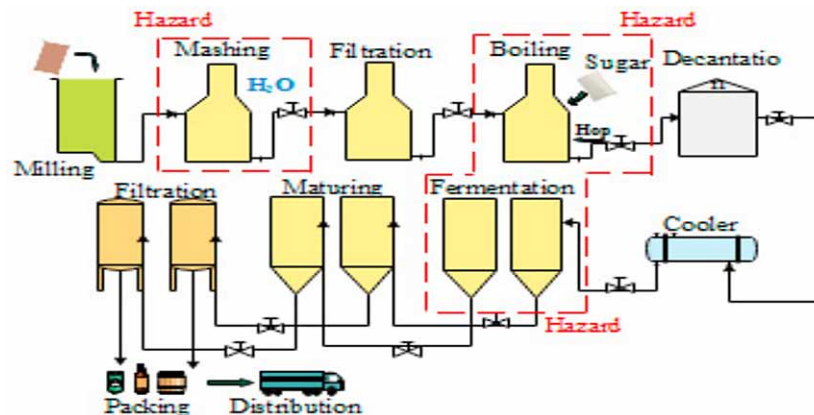 Hazard
Hazard
Mashing
Filtration
Boiling
Sugar
Decantatio
n
H₂O
Hop
Milling
Filtration
Maturing
Fermentation
Cooler
Hazard
Packing
Distribution